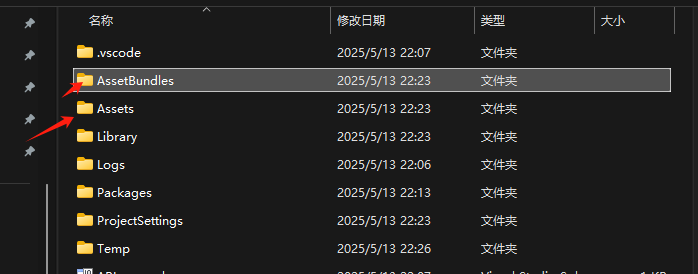 名称 修改日期 类型 大小
.vscode 2025/5/13 22:07 文件夹
AssetBundles 2025/5/13 22:23 文件夹
Assets 2025/5/13 22:23 文件夹
Library 2025/5/13 22:23 文件夹
Logs 2025/5/13 22:06 文件夹
Packages 2025/5/13 22:13 文件夹
ProjectSettings 2025/5/13 22:23 文件夹
Temp 2025/5/13 22:26 文件夹